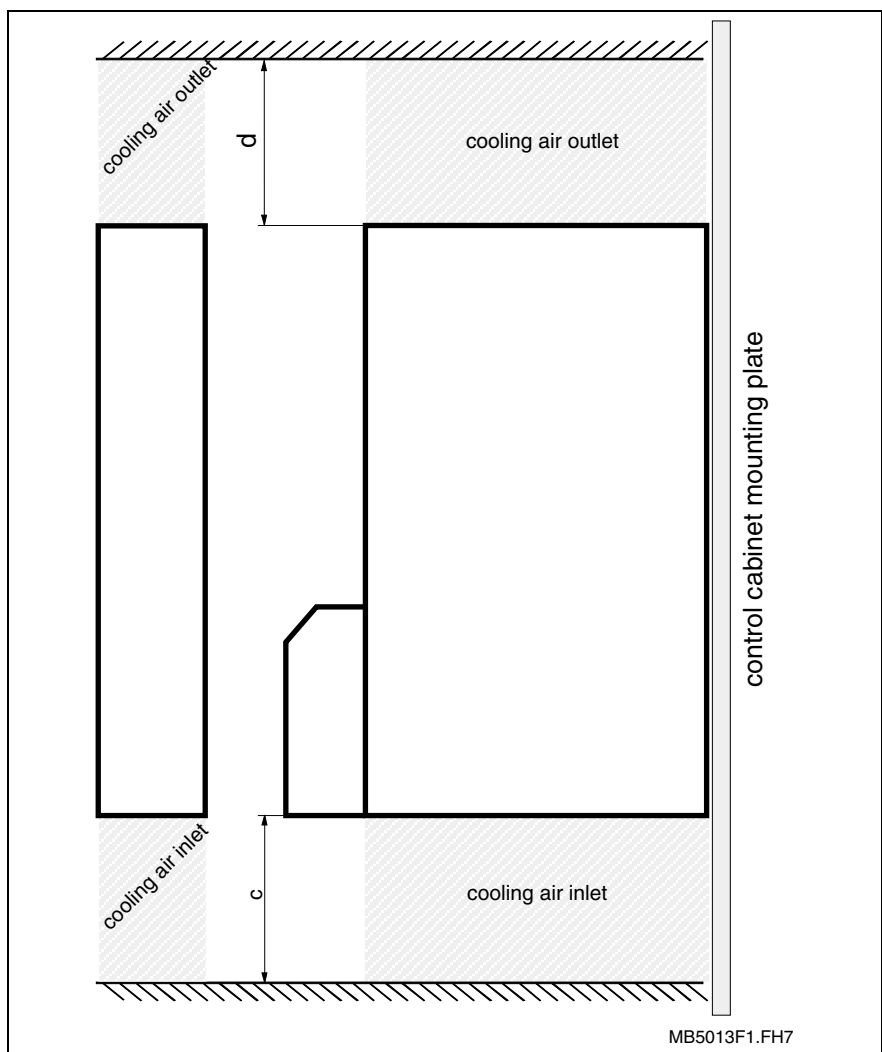 cooling air outlet
d
cooling air outlet
control cabinet mounting plate
cooling air inlet
c
cooling air inlet
MB5013F1.FH7